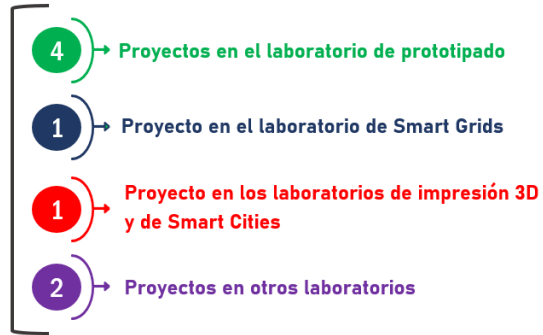 4 Proyectos en el laboratorio de prototipado
1 Proyecto en el laboratorio de Smart Grids
1 Proyecto en los laboratorios de impresión 3D
y de Smart Cities
2 Proyectos en otros laboratorios